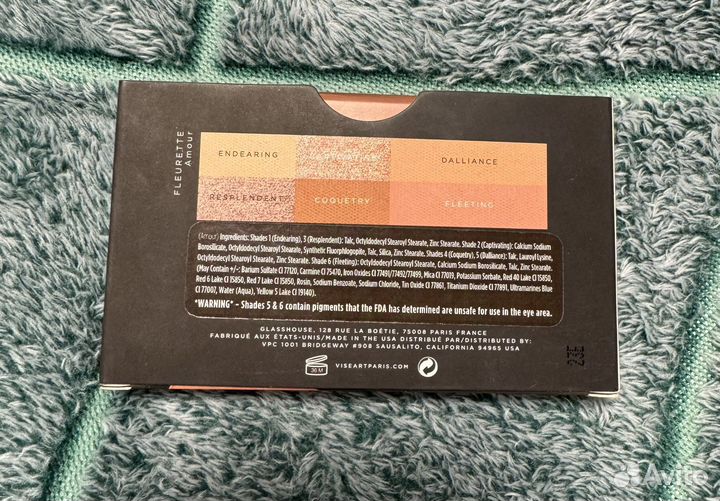 FLEURETTE
Amour
ENDEARING
CAPTIVATING
DALLIANCE
RESPLENDENT
COQUETRY
FLEETING
(Amour) Ingredients: Shades 1 (Endearing), 3 (Resplendent): Talc, Octyldodecyl Stearoyl Stearate, Zinc Stearate. Shade 2 (Captivating): Calcium Sodium
Borosilicate, Octyldodecyl Stearoyl Stearate, Synthetic Fluorphlogopite, Talc, Silica, Zinc Stearate. Shades 4 (Coquetry), 5 (Dalliance): Talc, Lauroyl Lysine,
Octyldodecyl Stearoyl Stearate, Zinc Stearate. Shade 6 (Fleeting): Octyldodecyl Stearoyl Stearate, Calcium Sodium Borosilicate, Talc, Zinc Stearate.
(May Contain +/-: Barium Sulfate CI 77120, Carmine CI 75470, Iron Oxides CI 77491/77492/77499, Mica CI 77019, Potassium Sorbate, Red 40 Lake CI 15850,
Red 6 Lake CI 15850, Red 7 Lake CI 15850, Rosin, Sodium Benzoate, Sodium Chloride, Tin Oxide CI 77861, Titanium Dioxide CI 77891, Ultramarines Blue
CI 77007, Water (Aqua), Yellow 5 Lake CI 19140).
*WARNING* - Shades 5 & 6 contain pigments that the FDA has determined are unsafe for use in the eye area.
GLASSHOUSE, 128 RUE LA BOÉTIE, 75008 PARIS FRANCE
FABRIQUÉ AUX ÉTATS-UNIS/MADE IN THE USA DISTRIBUÉ PAR/DISTRIBUTED BY:
VPC 1001 BRIDGEWAY #908 SAUSALITO, CALIFORNIA 94965 USA
36 M
VISEARTPARIS.COM
Avito